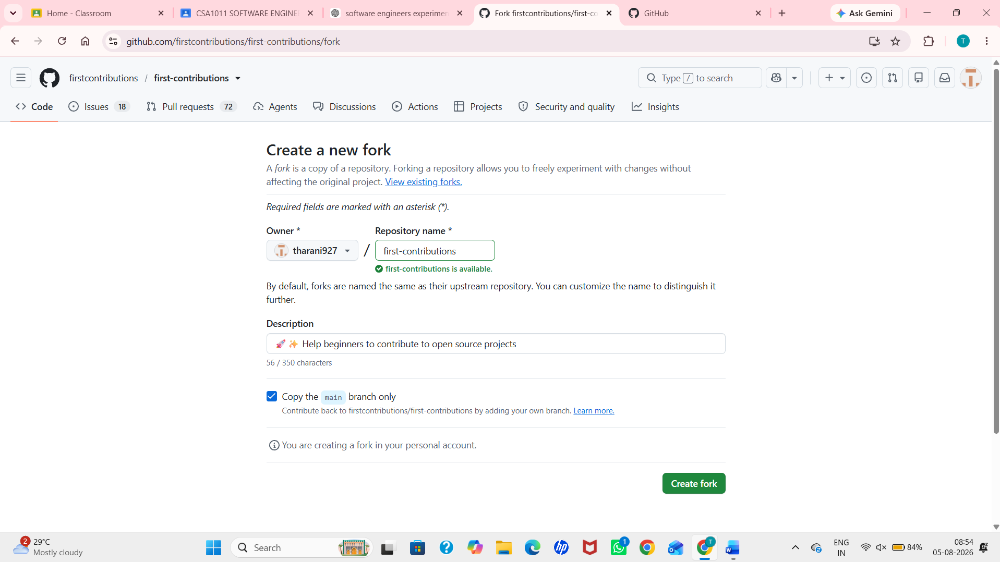 Home - Classroom
CSA1011 SOFTWARE ENGINE
software engineers experimen
Fork firstcontributions/first-co
GitHub
Ask Gemini
github.com/firstcontributions/first-contributions/fork
T
firstcontributions / first-contributions
Type / to search
Code
Issues 18
Pull requests 72
Agents
Discussions
Actions
Projects
Security and quality
Insights
Create a new fork
A fork is a copy of a repository. Forking a repository allows you to freely experiment with changes without
affecting the original project. View existing forks.
Required fields are marked with an asterisk (*).
Owner *
Repository name *
tharani927 / first-contributions
first-contributions is available.
By default, forks are named the same as their upstream repository. You can customize the name to distinguish it
further.
Description
🚀✨ Help beginners to contribute to open source projects
56 / 350 characters
Copy the main branch only
Contribute back to firstcontributions/first-contributions by adding your own branch. Learn more.
You are creating a fork in your personal account.
Create fork
2
29°C
Mostly cloudy
Search
hp
1
T
W
ENG
IN
84%
08:54
05-08-2026